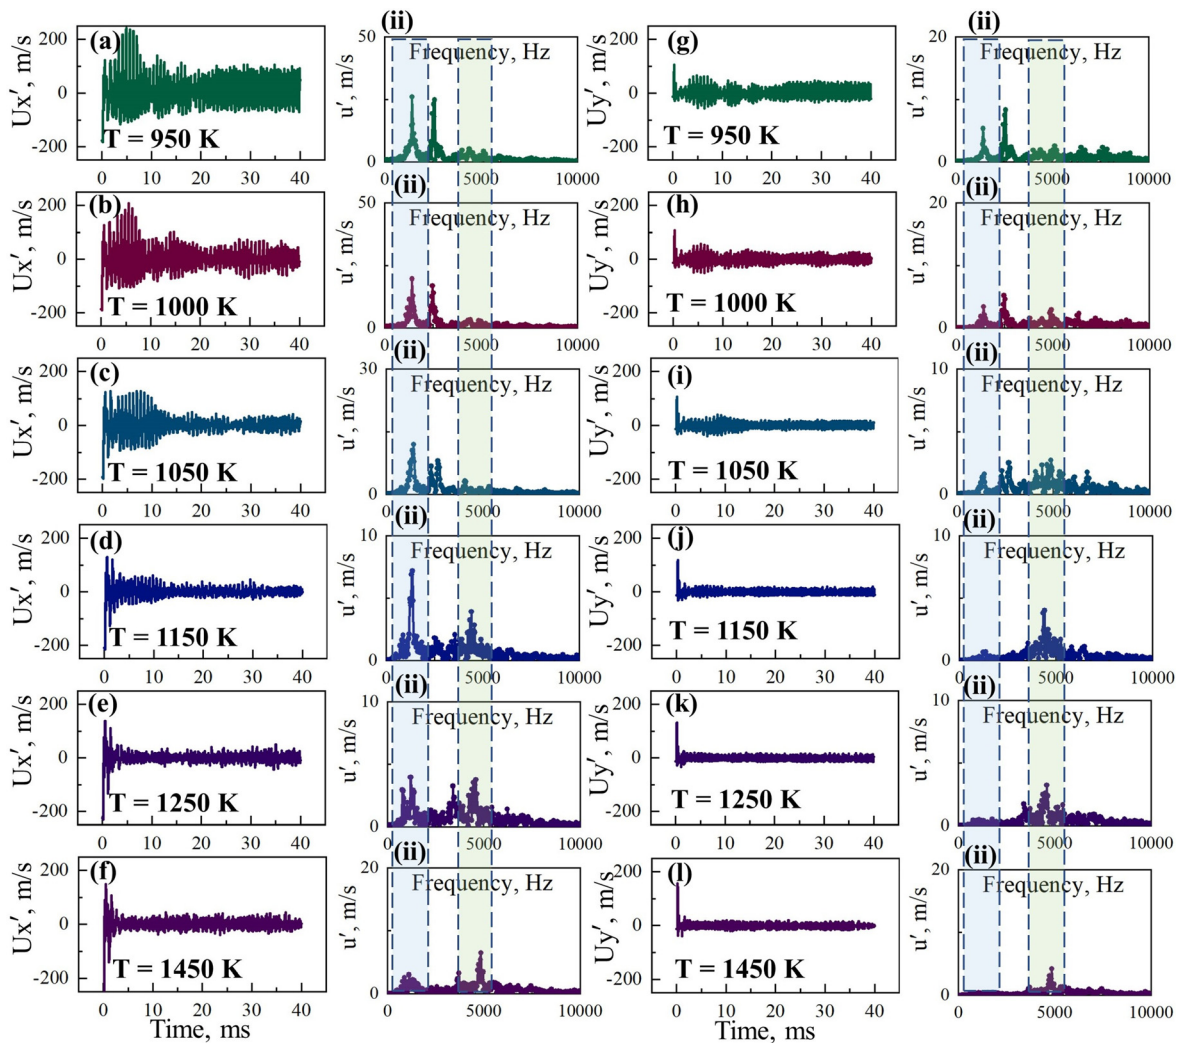 (a)
Ux′, m/s
200
0
-200
T = 950 K
0 10 20 30 40
(ii)
50
Frequency, Hz
u′, m/s
0
0 5000 10000
(g)
Uy′, m/s
200
0
-200
T = 950 K
0 10 20 30 40
(ii)
20
Frequency, Hz
u′, m/s
0
0 5000 10000
(b)
Ux′, m/s
200
0
-200
T = 1000 K
0 10 20 30 40
(ii)
50
Frequency, Hz
u′, m/s
0
0 5000 10000
(h)
Uy′, m/s
200
0
-200
T = 1000 K
0 10 20 30 40
(ii)
20
Frequency, Hz
u′, m/s
0
0 5000 10000
(c)
Ux′, m/s
200
0
-200
T = 1050 K
0 10 20 30 40
(ii)
30
Frequency, Hz
u′, m/s
0
0 5000 10000
(i)
Uy′, m/s
200
0
-200
T = 1050 K
0 10 20 30 40
(ii)
10
Frequency, Hz
u′, m/s
0
0 5000 10000
(d)
Ux′, m/s
200
0
-200
T = 1150 K
0 10 20 30 40
(ii)
10
Frequency, Hz
u′, m/s
0
0 5000 10000
(j)
Uy′, m/s
200
0
-200
T = 1150 K
0 10 20 30 40
(ii)
10
Frequency, Hz
u′, m/s
0
0 5000 10000
(e)
Ux′, m/s
200
0
-200
T = 1250 K
0 10 20 30 40
(ii)
10
Frequency, Hz
u′, m/s
0
0 5000 10000
(k)
Uy′, m/s
200
0
-200
T = 1250 K
0 10 20 30 40
(ii)
10
Frequency, Hz
u′, m/s
0
0 5000 10000
(f)
Ux′, m/s
200
0
-200
T = 1450 K
0 10 20 30 40
Time, ms
(ii)
20
Frequency, Hz
u′, m/s
0
0 5000 10000
(l)
Uy′, m/s
200
0
-200
T = 1450 K
0 10 20 30 40
Time, ms
(ii)
20
Frequency, Hz
u′, m/s
0
0 5000 10000